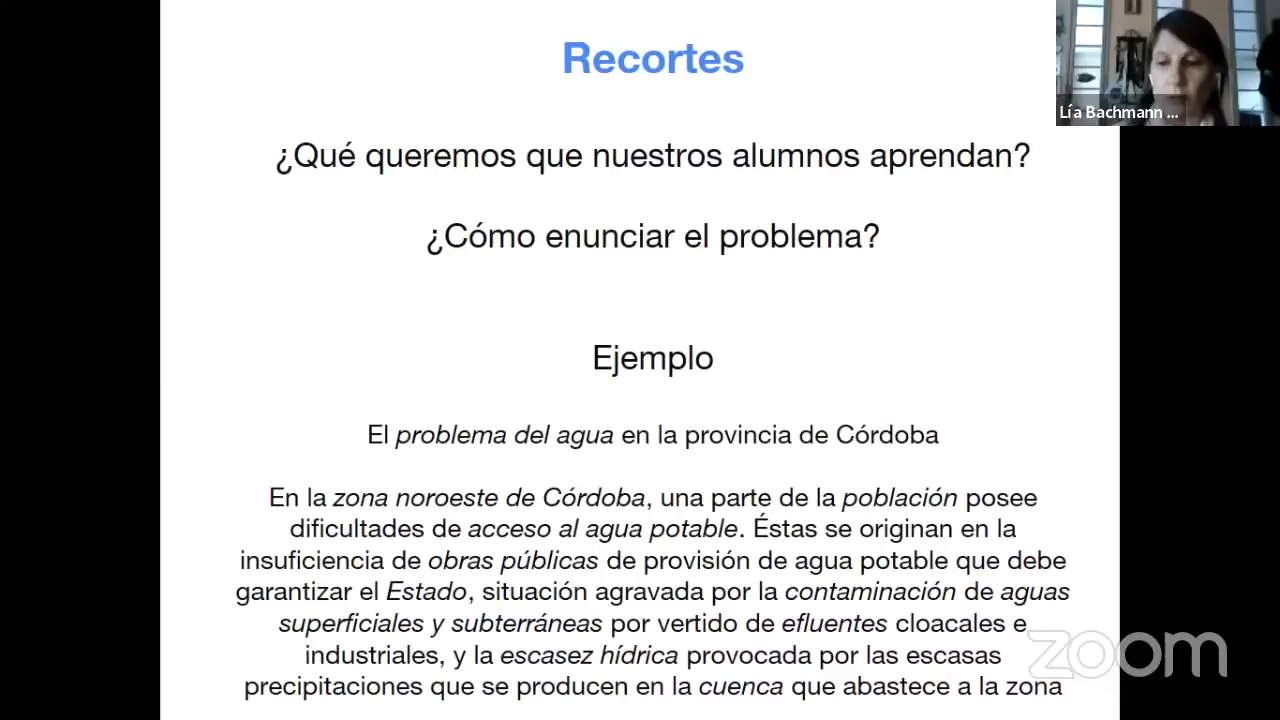 Recortes
Lía Bachmann ...
¿Qué queremos que nuestros alumnos aprendan?
¿Cómo enunciar el problema?
Ejemplo
El problema del agua en la provincia de Córdoba
En la zona noroeste de Córdoba, una parte de la población posee
dificultades de acceso al agua potable. Éstas se originan en la
insuficiencia de obras públicas de provisión de agua potable que debe
garantizar el Estado, situación agravada por la contaminación de aguas
superficiales y subterráneas por vertido de efluentes cloacales e
industriales, y la escasez hídrica provocada por las escasas
precipitaciones que se producen en la cuenca que abastece a la zona
zoom